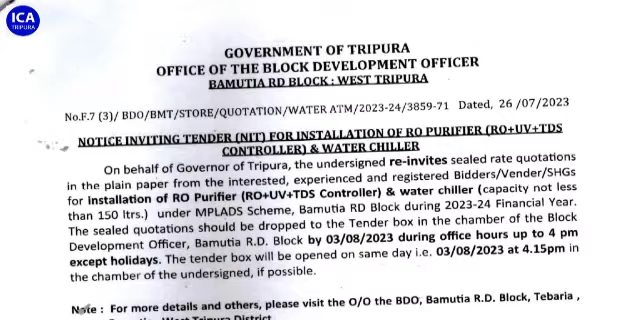 ICA
TRIPURA
GOVERNMENT OF TRIPURA
OFFICE OF THE BLOCK DEVELOPMENT OFFICER
BAMUTIA RD BLOCK : WEST TRIPURA
No.F.7 (3)/ BDO/BMT/STORE/QUOTATION/WATER ATM/2023-24/3859-71 Dated, 26 /07/2023
NOTICE INVITING TENDER (NIT) FOR INSTALLATION OF RO PURIFIER (RO+UV+TDS
CONTROLLER) & WATER CHILLER
On behalf of Governor of Tripura, the undersigned re-invites sealed rate quotations
in the plain paper from the interested, experienced and registered Bidders/Vender/SHGs
for installation of RO Purifier (RO+UV+TDS Controller) & water chiller (capacity not less
than 150 ltrs.) under MPLADS Scheme, Bamutia RD Block during 2023-24 Financial Year.
The sealed quotations should be dropped to the Tender box in the chamber of the Block
Development Officer, Bamutia R.D. Block by 03/08/2023 during office hours up to 4 pm
except holidays. The tender box will be opened on same day i.e. 03/08/2023 at 4.15pm in
the chamber of the undersigned, if possible.
Note : For more details and others, please visit the O/O the BDO, Bamutia R.D. Block, Tebaria ,
West Tripura District